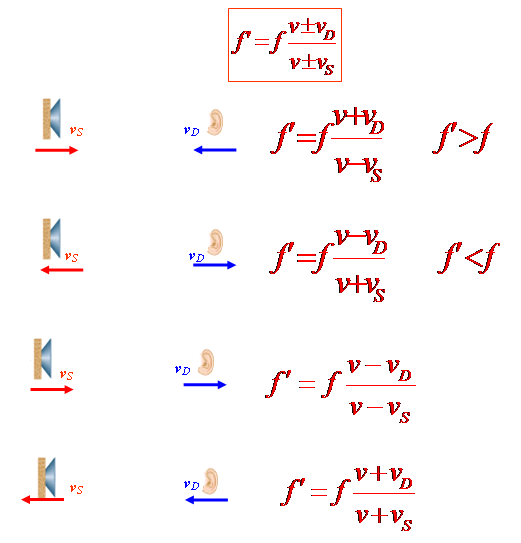 f' = f (v ± v_D) / (v ± v_S)
v_S v_D f' = f (v + v_D) / (v − v_S) f' > f
v_S v_D f' = f (v − v_D) / (v + v_S) f' < f
v_S v_D f' = f (v − v_D) / (v − v_S)
v_S v_D f' = f (v + v_D) / (v + v_S)